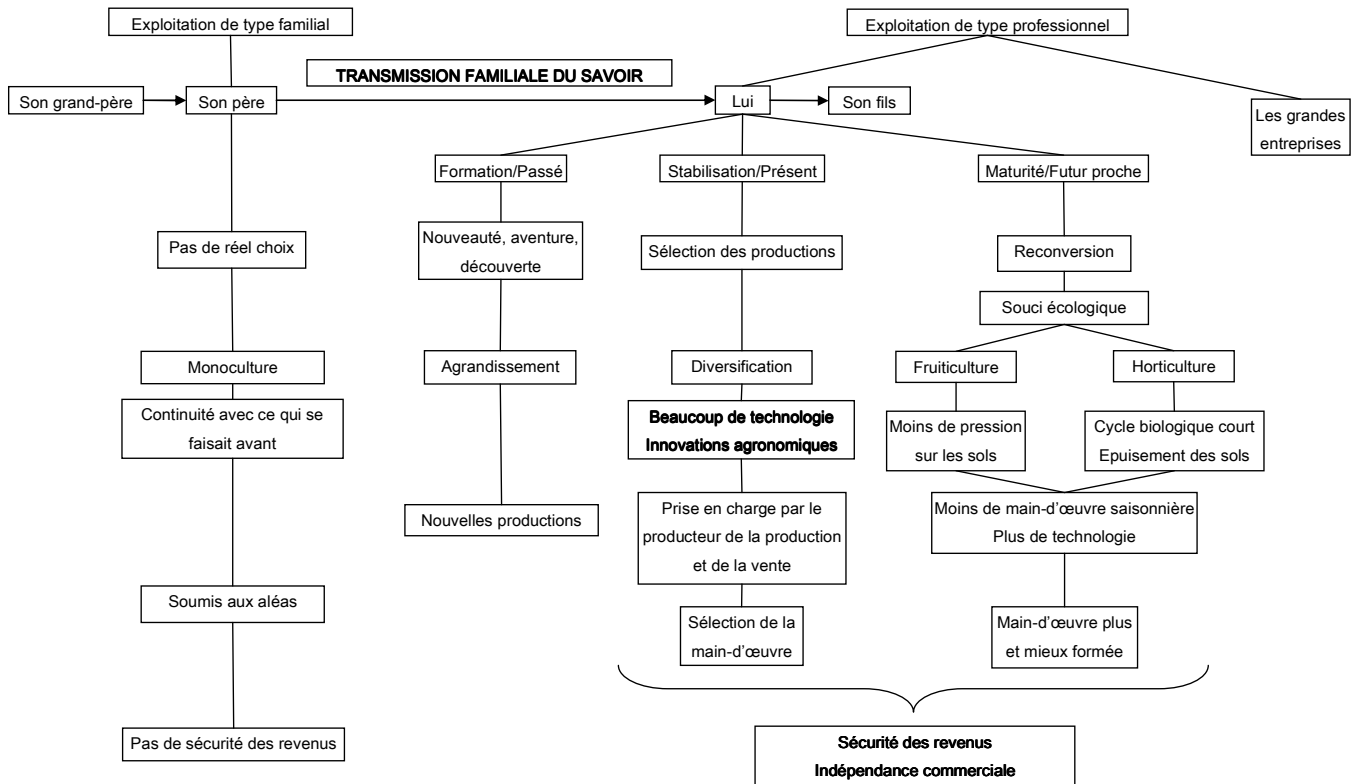 Exploitation de type familial
Exploitation de type professionnel
TRANSMISSION FAMILIALE DU SAVOIR
Son grand-père
Son père
Lui
Son fils
Les grandes
entreprises
Formation/Passé
Stabilisation/Présent
Maturité/Futur proche
Pas de réel choix
Nouveauté, aventure,
découverte
Sélection des productions
Reconversion
Souci écologique
Monoculture
Agrandissement
Diversification
Fruiticulture
Horticulture
Continuité avec ce qui se
faisait avant
Beaucoup de technologie
Innovations agronomiques
Moins de pression
sur les sols
Cycle biologique court
Epuisement des sols
Nouvelles productions
Prise en charge par le
producteur de la production
et de la vente
Moins de main-d'œuvre saisonnière
Plus de technologie
Soumis aux aléas
Sélection de la
main-d'œuvre
Main-d'œuvre plus
et mieux formée
Pas de sécurité des revenus
Sécurité des revenus
Indépendance commerciale